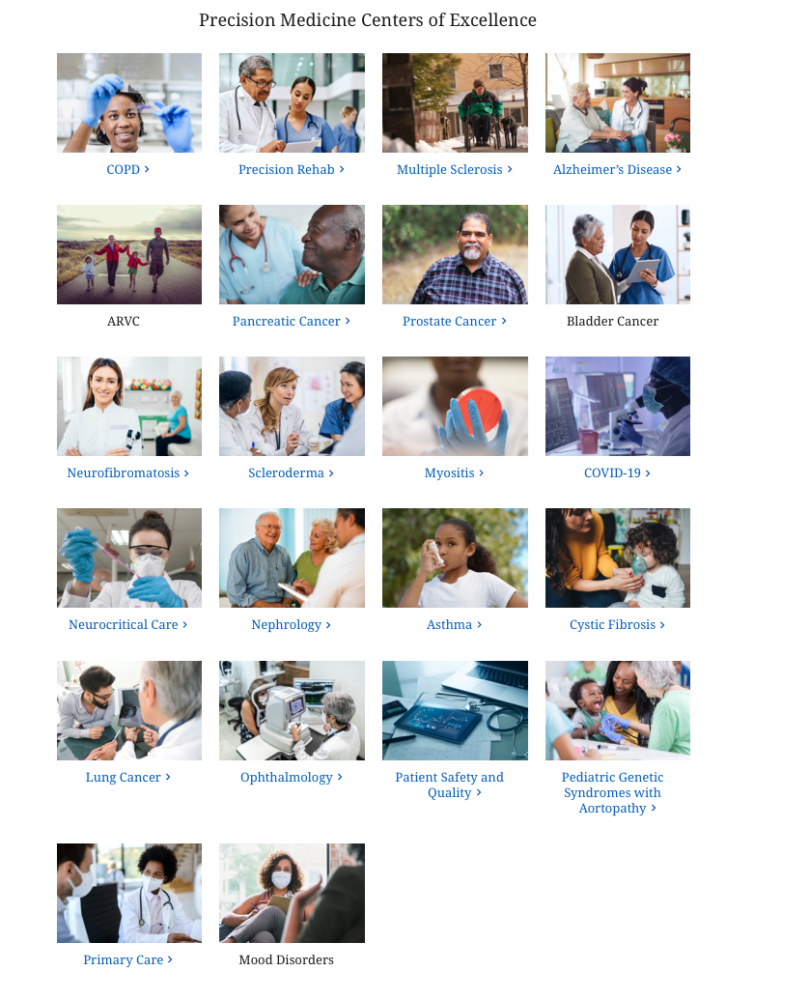 Precision Medicine Centers of Excellence
COPD >
Precision Rehab >
Multiple Sclerosis >
Alzheimer’s Disease >
ARVC
Pancreatic Cancer >
Prostate Cancer >
Bladder Cancer
Neurofibromatosis >
Scleroderma >
Myositis >
COVID-19 >
Neurocritical Care >
Nephrology >
Asthma >
Cystic Fibrosis >
Lung Cancer >
Ophthalmology >
Patient Safety and
Quality >
Pediatric Genetic
Syndromes with
Aortopathy >
Primary Care >
Mood Disorders